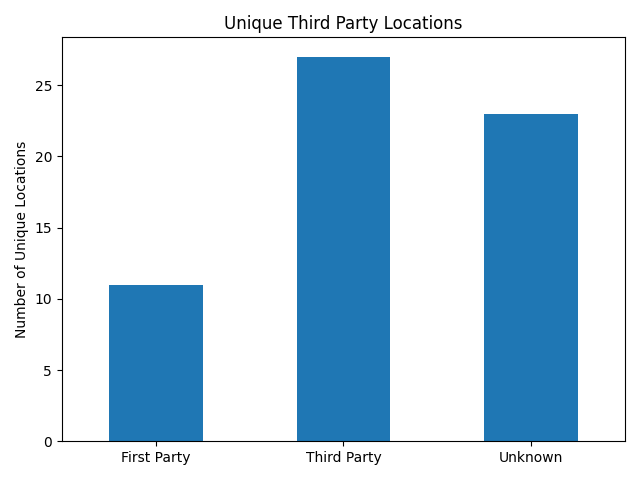 Unique Third Party Locations
Number of Unique Locations
25
20
15
10
5
0
First Party
Third Party
Unknown